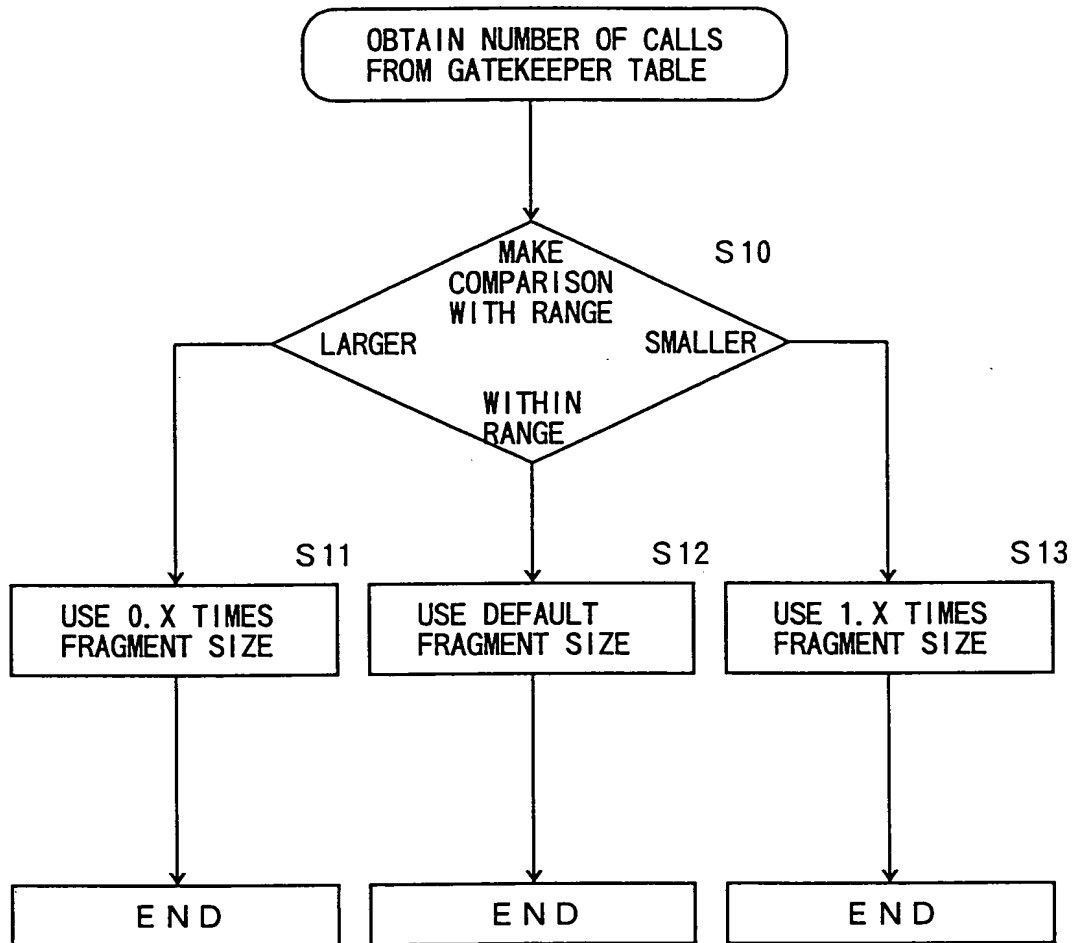 OBTAIN NUMBER OF CALLS
FROM GATEKEEPER TABLE
MAKE
COMPARISON
WITH RANGE
S10
LARGER
SMALLER
WITHIN
RANGE
S11
USE 0.X TIMES
FRAGMENT SIZE
S12
USE DEFAULT
FRAGMENT SIZE
S13
USE 1.X TIMES
FRAGMENT SIZE
END
END
END